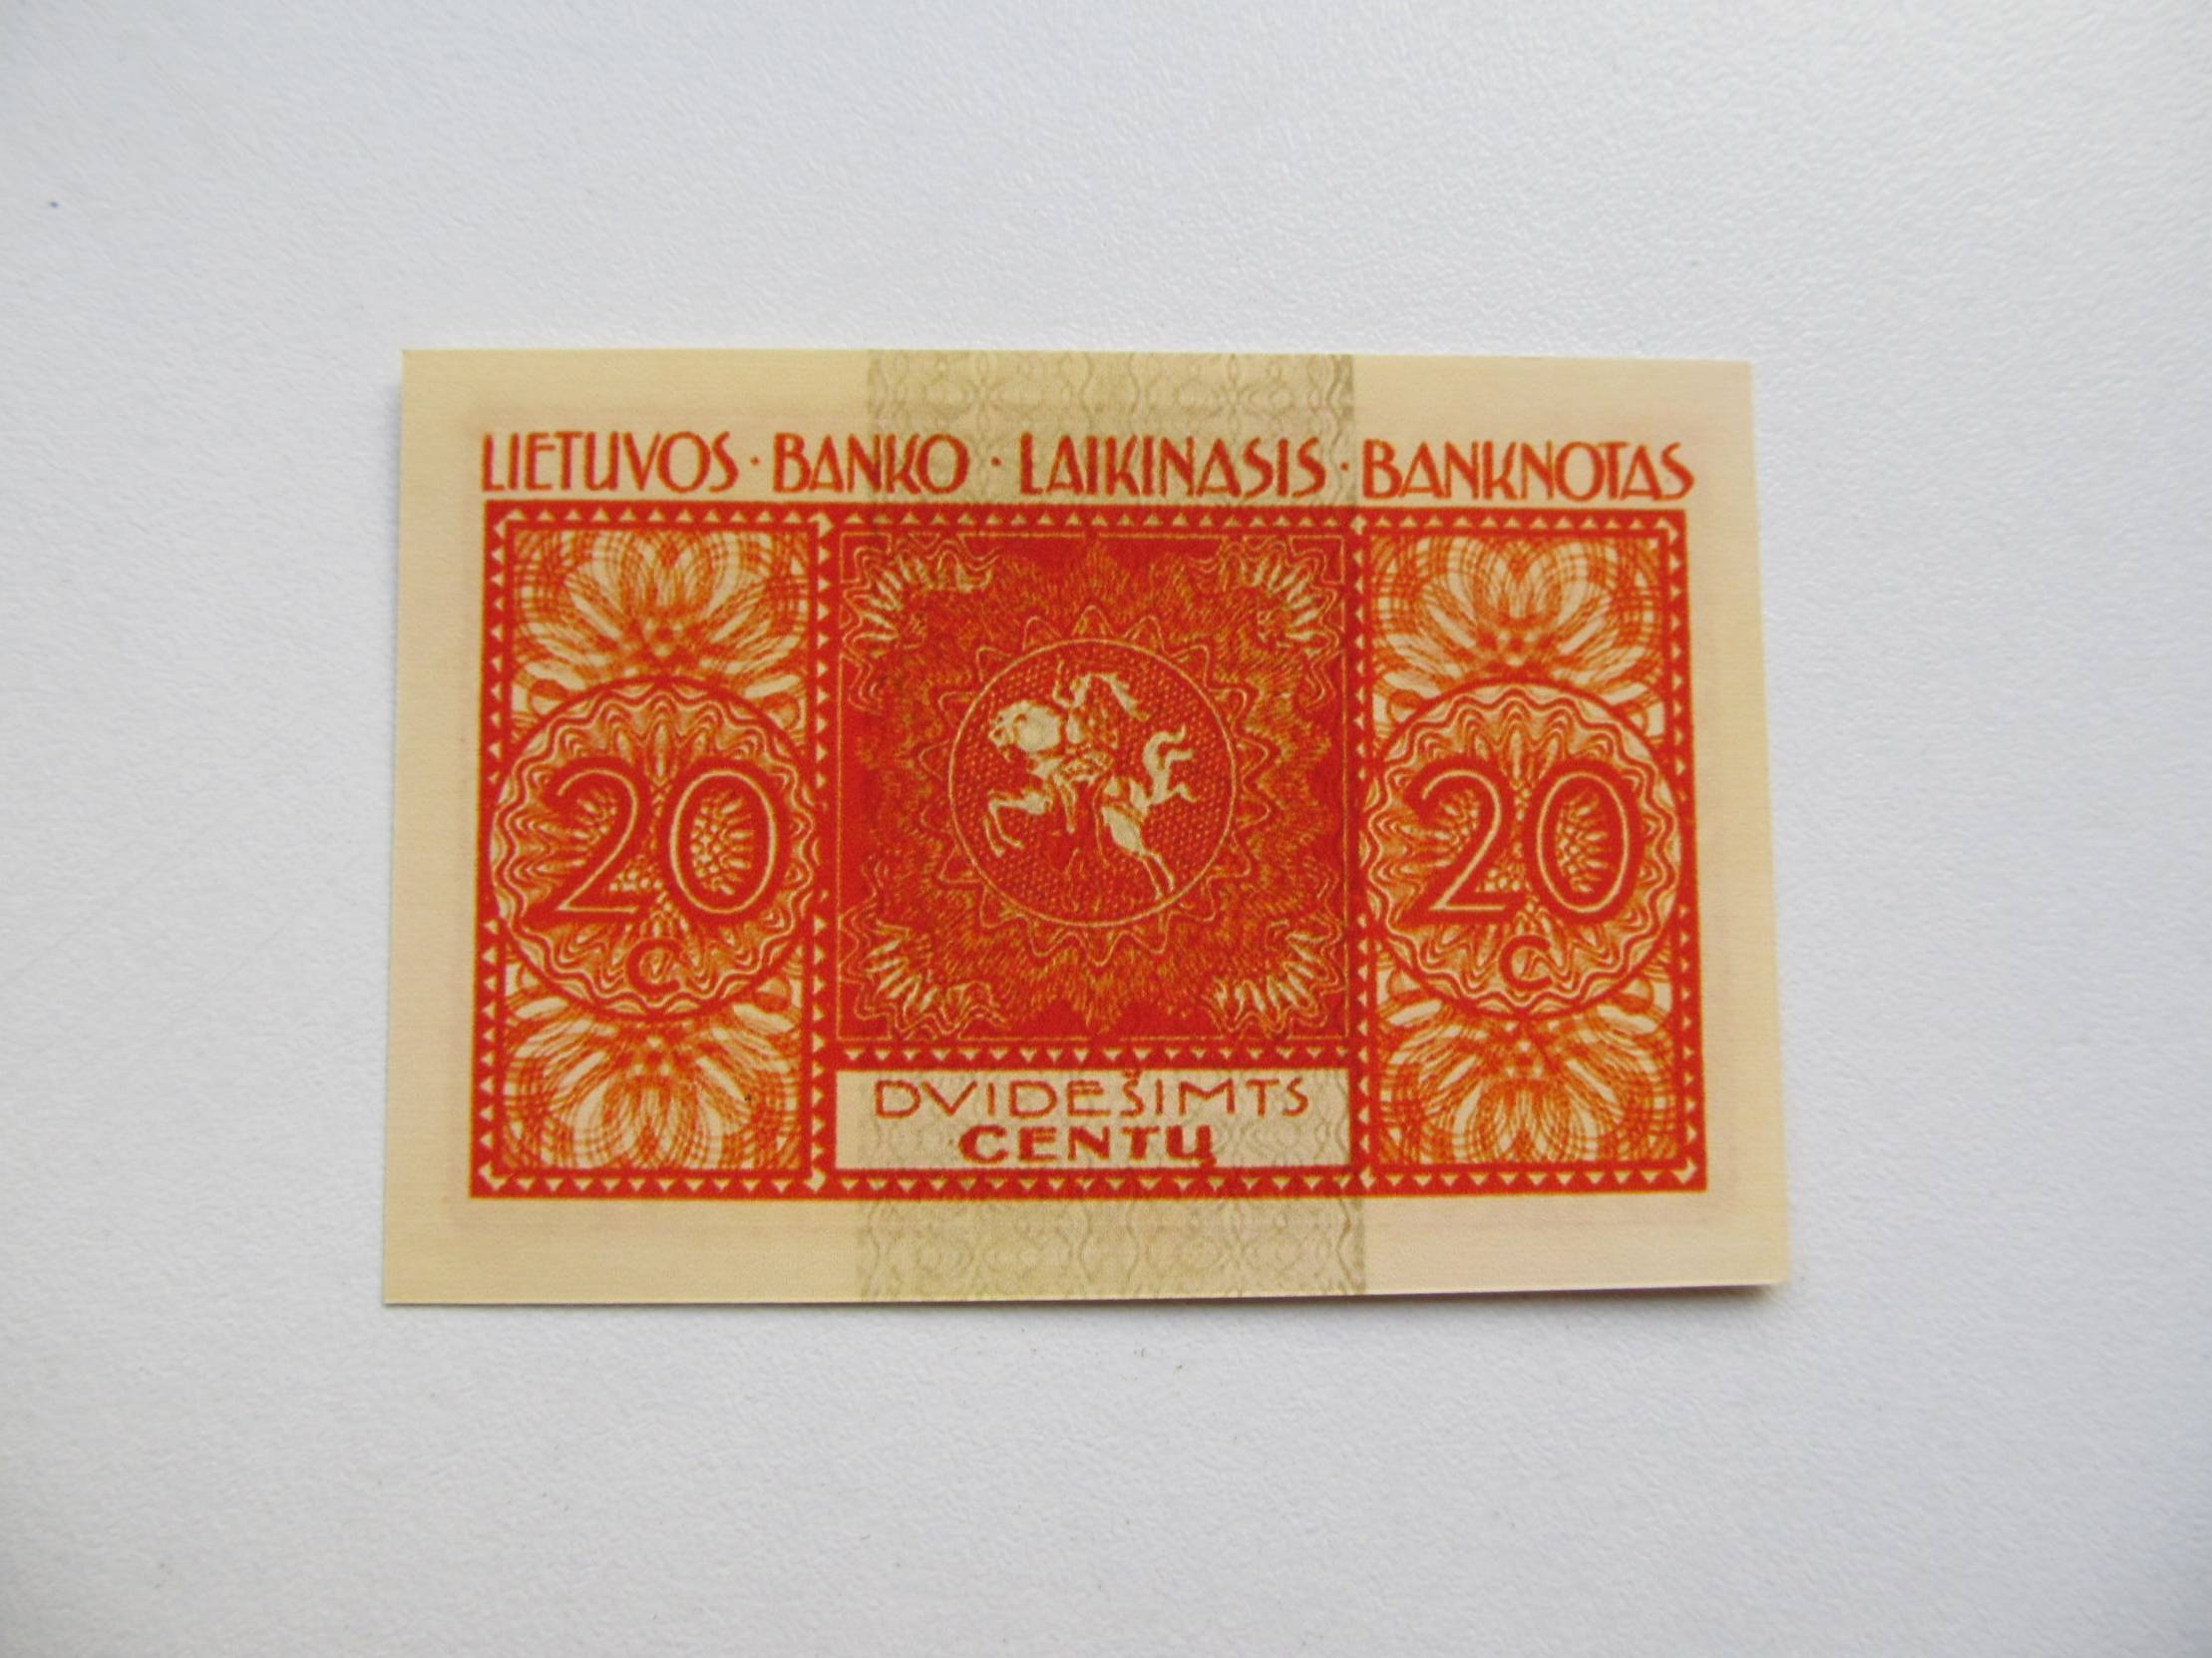 LIETUVOS · BANKO · LAIKINASIS · BANKNOTAS
20 20
C C
DVIDEŠIMTS
CENTŲ